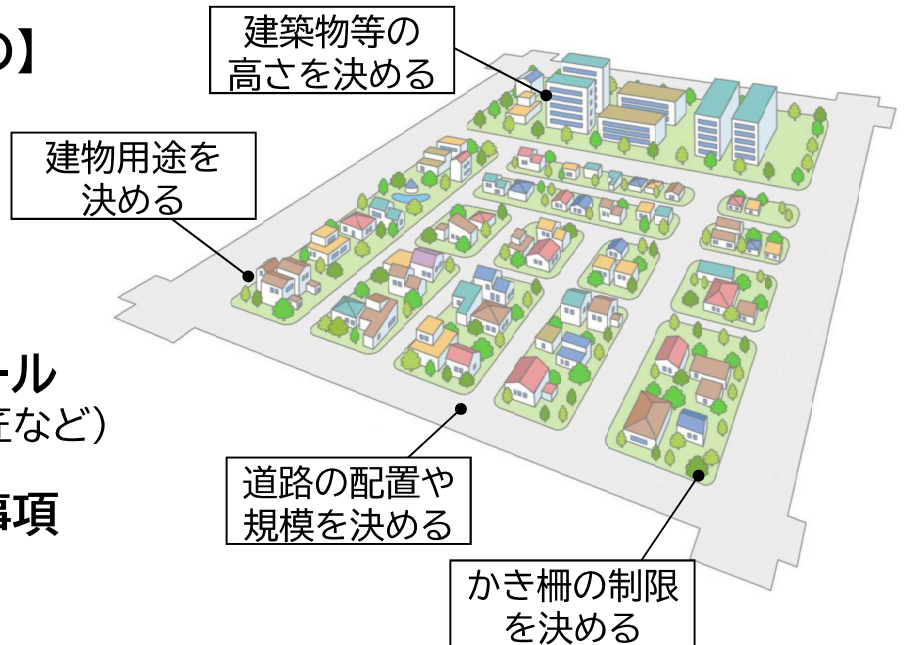 の】
建築物等の
高さを決める
建物用途を
決める
ール
匠など）
事項
道路の配置や
規模を決める
かき柵の制限
を決める